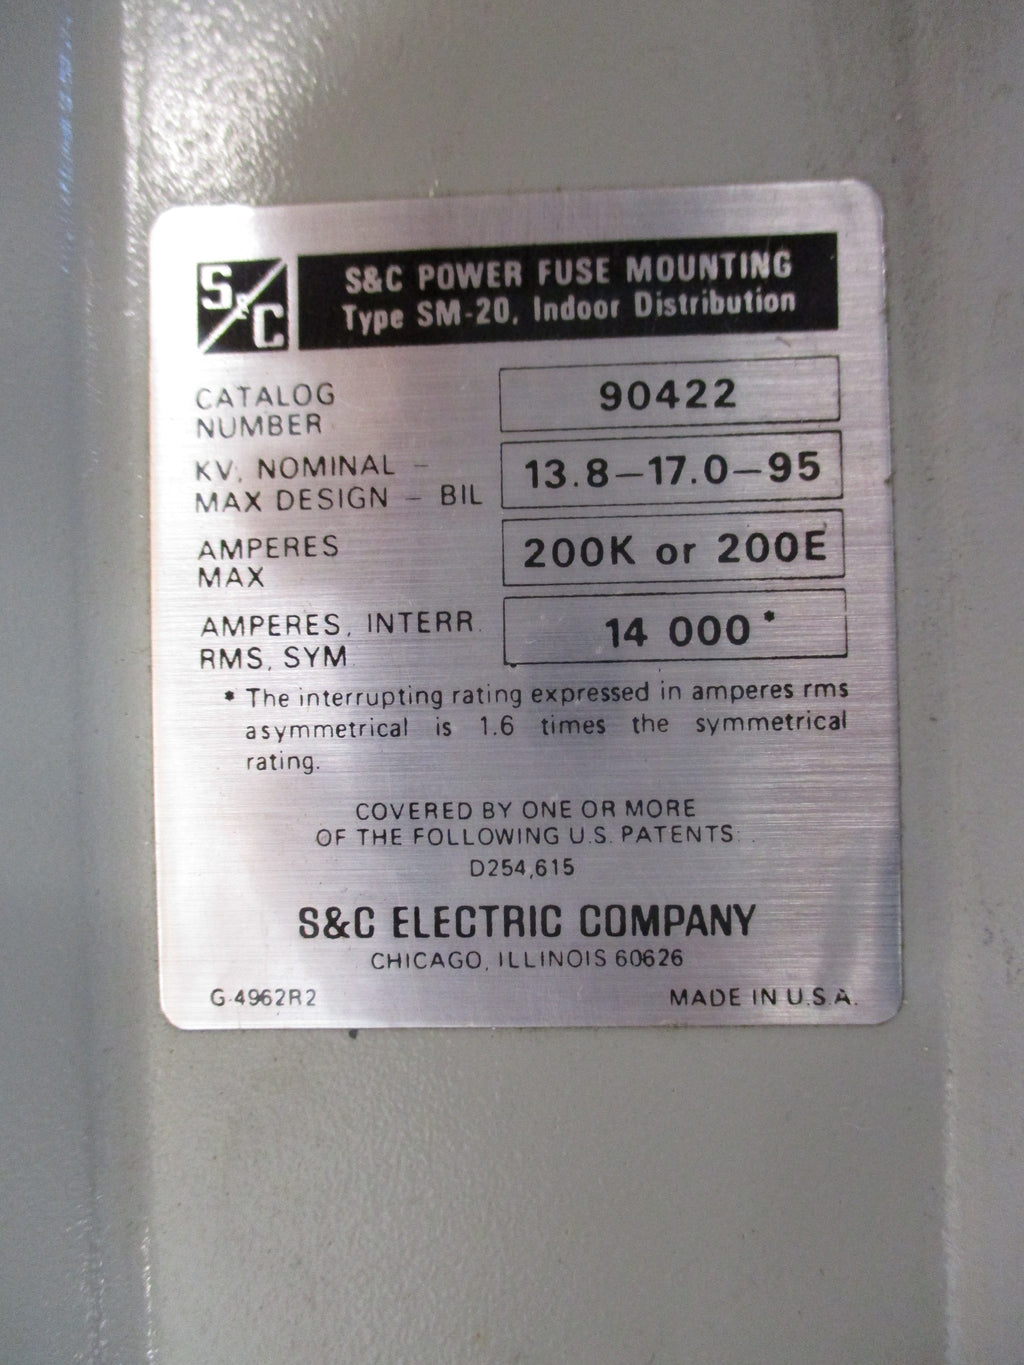 S&C
S&C POWER FUSE MOUNTING
Type SM-20, Indoor Distribution
CATALOG
NUMBER
90422
KV, NOMINAL –
MAX DESIGN – BIL
13.8–17.0–95
AMPERES
MAX
200K or 200E
AMPERES, INTERR.
RMS, SYM
14 000*
* The interrupting rating expressed in amperes rms
asymmetrical is 1.6 times the symmetrical
rating.
COVERED BY ONE OR MORE
OF THE FOLLOWING U.S. PATENTS:
D254,615
S&C ELECTRIC COMPANY
CHICAGO, ILLINOIS 60626
G-4962R2
MADE IN U.S.A.